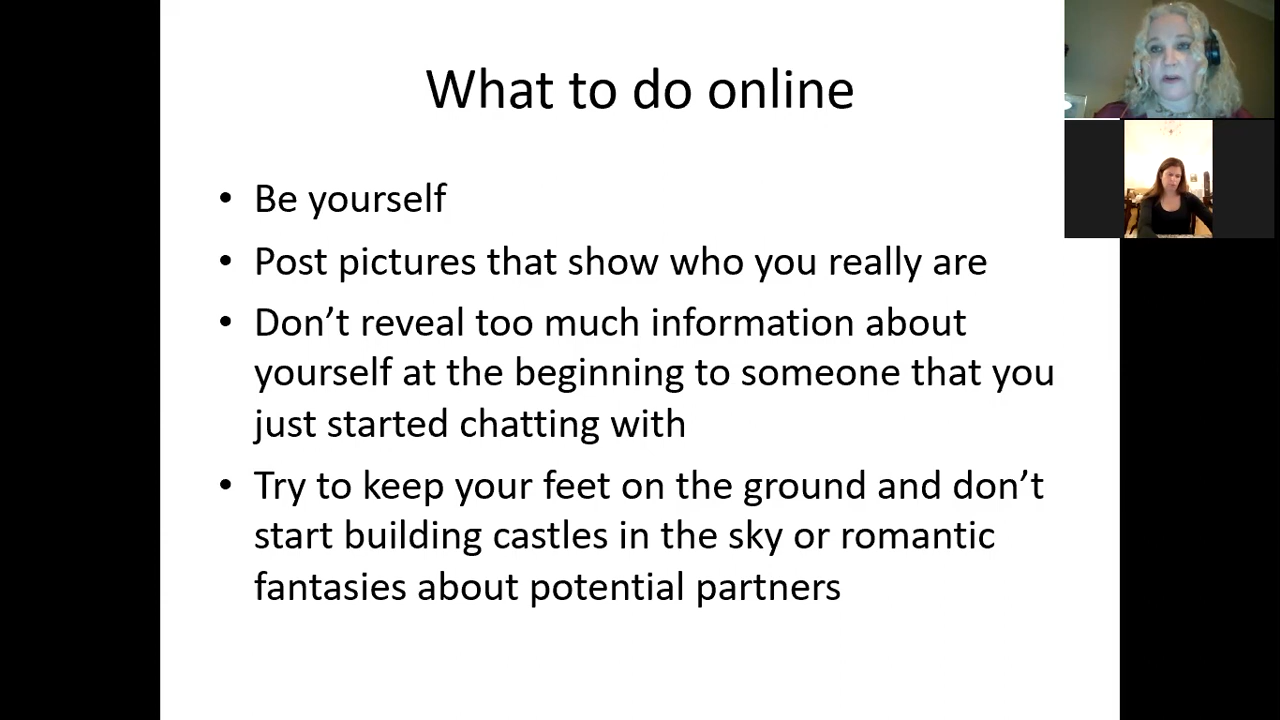 What to do online
• Be yourself
• Post pictures that show who you really are
• Don’t reveal too much information about
yourself at the beginning to someone that you
just started chatting with
• Try to keep your feet on the ground and don’t
start building castles in the sky or romantic
fantasies about potential partners